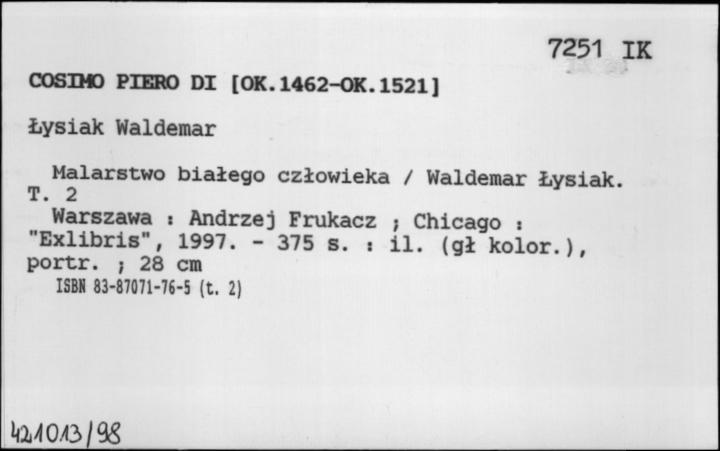 7251 IK
COSIMO PIERO DI [OK.1462-OK.1521]
Łysiak Waldemar
Malarstwo białego człowieka / Waldemar Łysiak.
T. 2
Warszawa : Andrzej Frukacz ; Chicago :
"Exlibris", 1997. - 375 s. : il. (gł kolor.),
portr. ; 28 cm
ISBN 83-87071-76-5 (t. 2)
421013/98